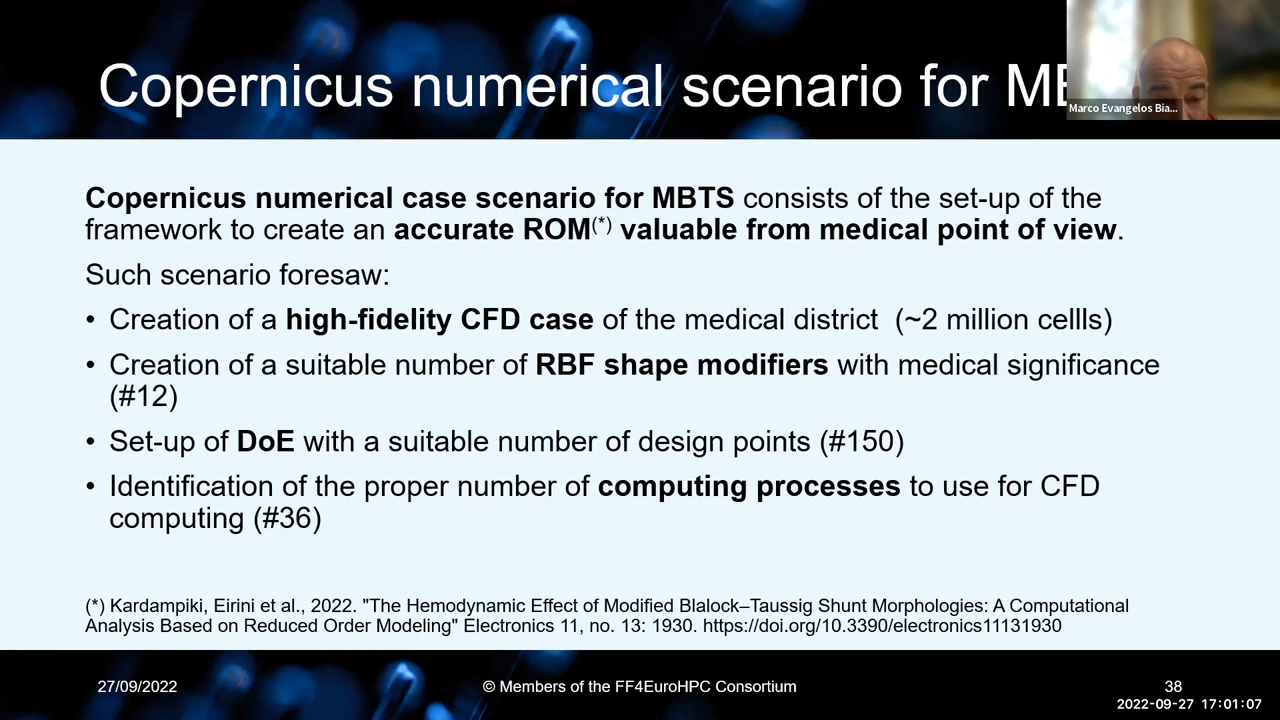 Copernicus numerical scenario for
Marco Evangelos Bia...
Copernicus numerical case scenario for MBTS consists of the set-up of the
framework to create an accurate ROM(*) valuable from medical point of view.
Such scenario foresaw:
• Creation of a high-fidelity CFD case of the medical district (~2 million cellls)
• Creation of a suitable number of RBF shape modifiers with medical significance
(#12)
• Set-up of DoE with a suitable number of design points (#150)
• Identification of the proper number of computing processes to use for CFD
computing (#36)
(*) Kardampiki, Eirini et al., 2022. "The Hemodynamic Effect of Modified Blalock–Taussig Shunt Morphologies: A Computational
Analysis Based on Reduced Order Modeling" Electronics 11, no. 13: 1930. https://doi.org/10.3390/electronics11131930
27/09/2022
© Members of the FF4EuroHPC Consortium
38
2022-09-27 17:01:07